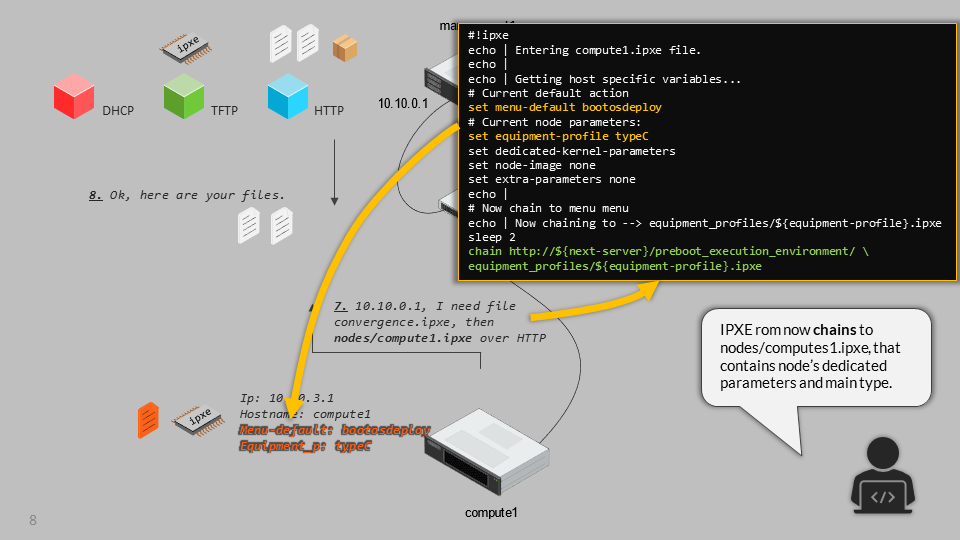 ipxe
DHCP
TFTP
HTTP
10.10.0.1
#!ipxe
echo | Entering compute1.ipxe file.
echo |
echo | Getting host specific variables...
# Current default action
set menu-default bootosdeploy
# Current node parameters:
set equipment-profile typeC
set dedicated-kernel-parameters
set node-image none
set extra-parameters none
echo |
# Now chain to menu menu
echo | Now chaining to --> equipment_profiles/${equipment-profile}.ipxe
sleep 2
chain http://${next-server}/preboot_execution_environment/ \
equipment_profiles/${equipment-profile}.ipxe
8. Ok, here are your files.
7. 10.10.0.1, I need file
convergence.ipxe, then
nodes/compute1.ipxe over HTTP
IPXE rom now chains to
nodes/computes1.ipxe, that
contains node's dedicated
parameters and main type.
ipxe
Ip: 10.10.3.1
Hostname: compute1
Menu-default: bootosdeploy
Equipment_p: typeC
compute1
8